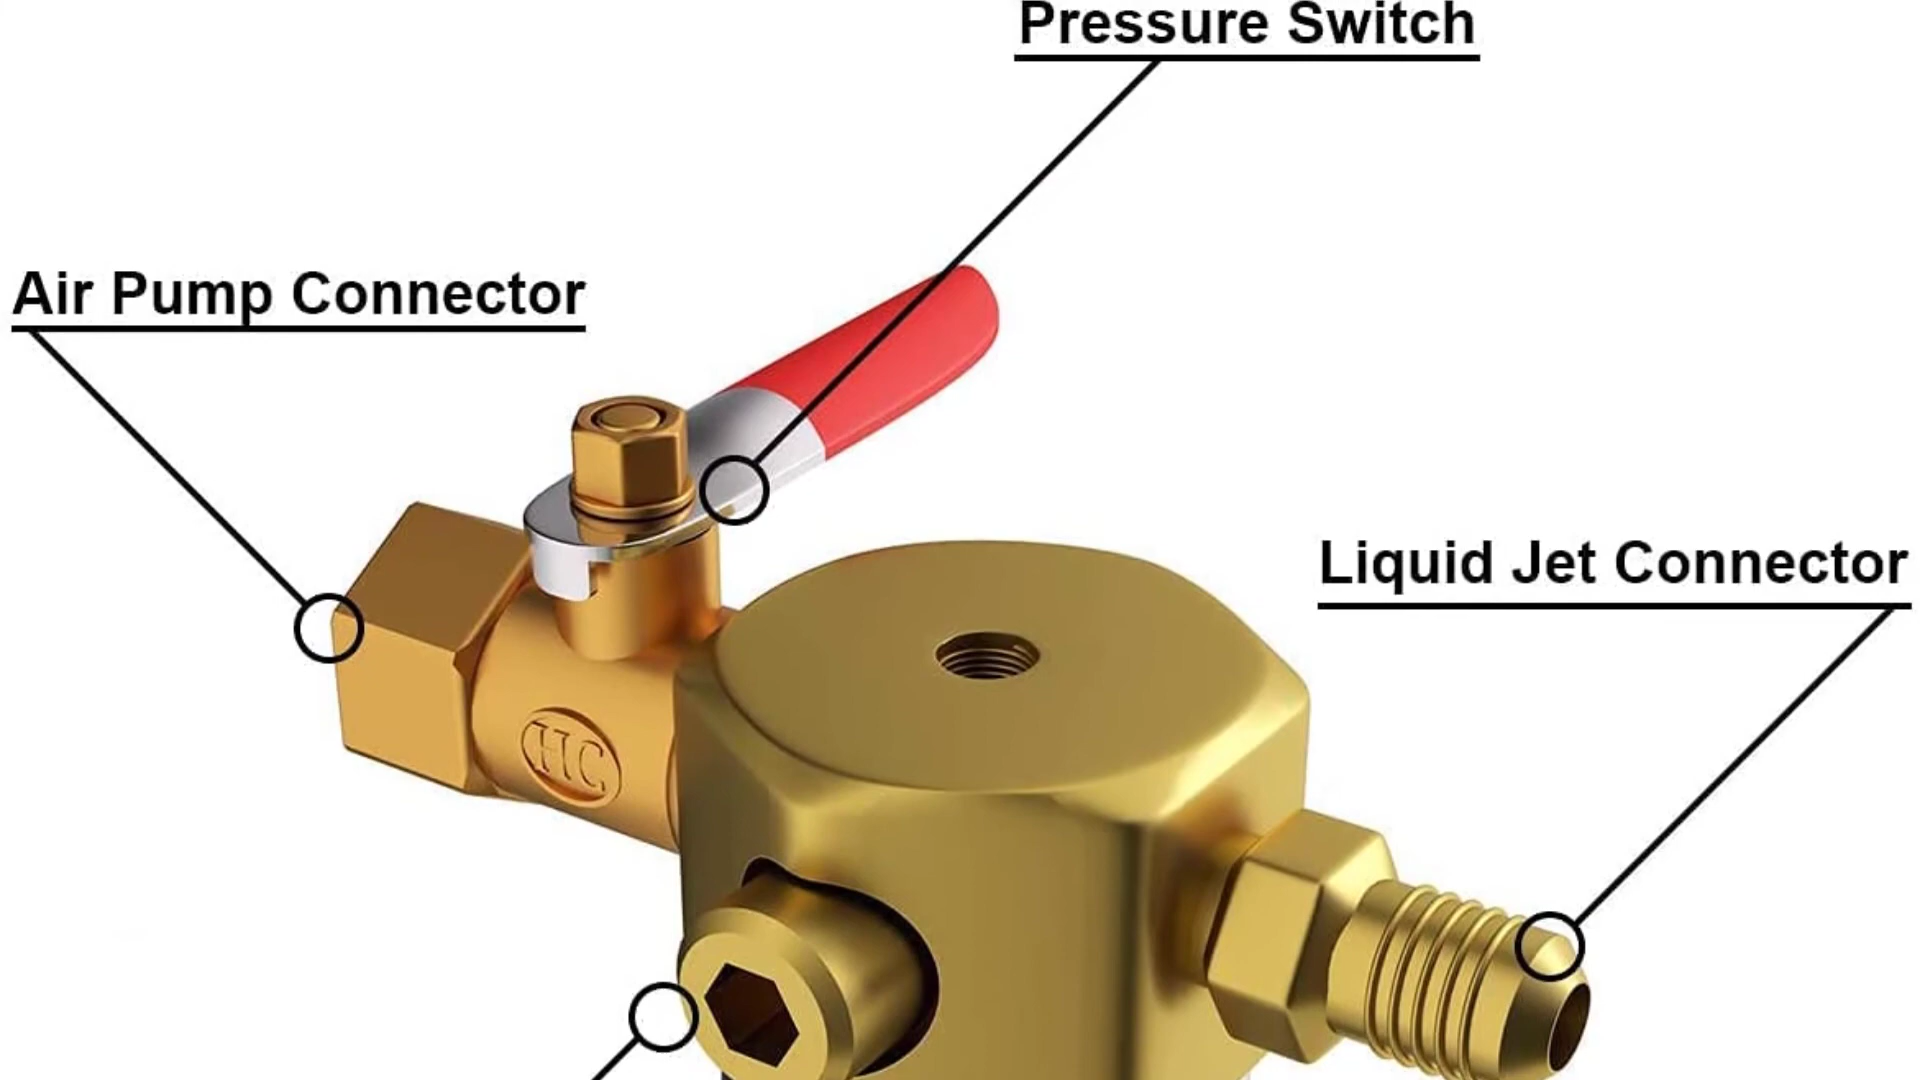 Pressure Switch
Air Pump Connector
Liquid Jet Connector
HC